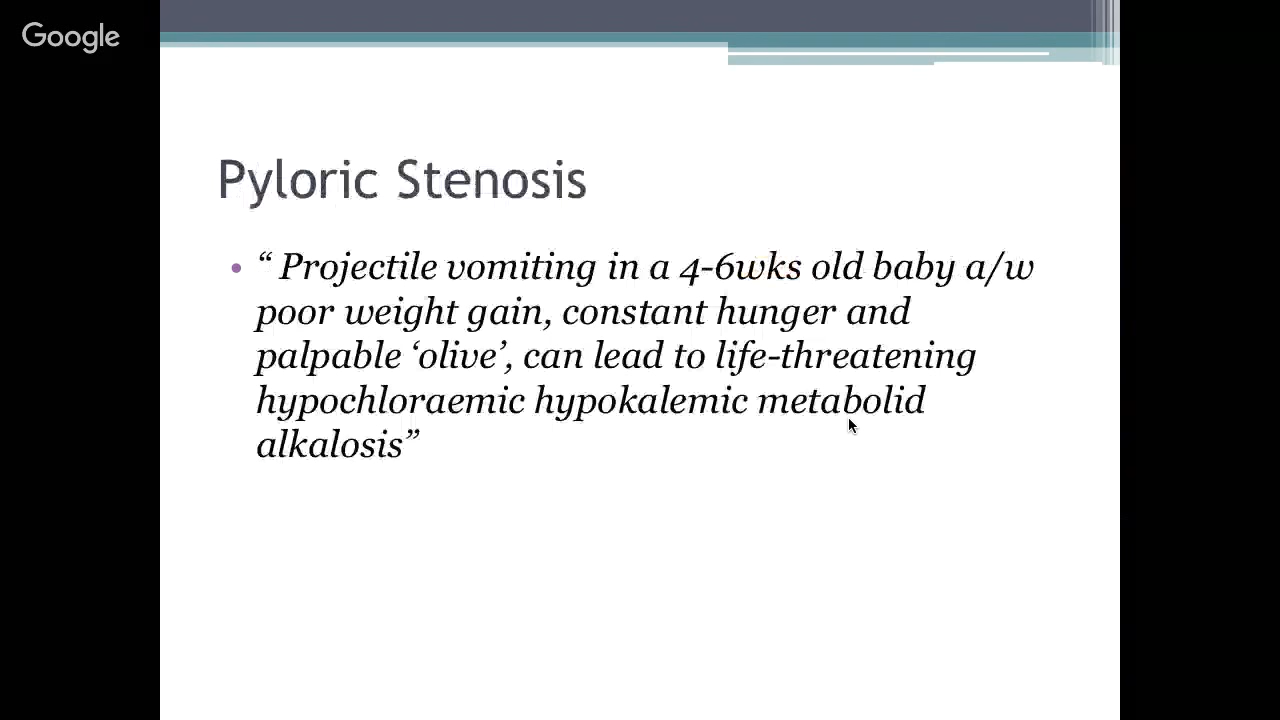 Google
Pyloric Stenosis
• “ Projectile vomiting in a 4-6wks old baby a/w
poor weight gain, constant hunger and
palpable ‘olive’, can lead to life-threatening
hypochloraemic hypokalemic metabolid
alkalosis”